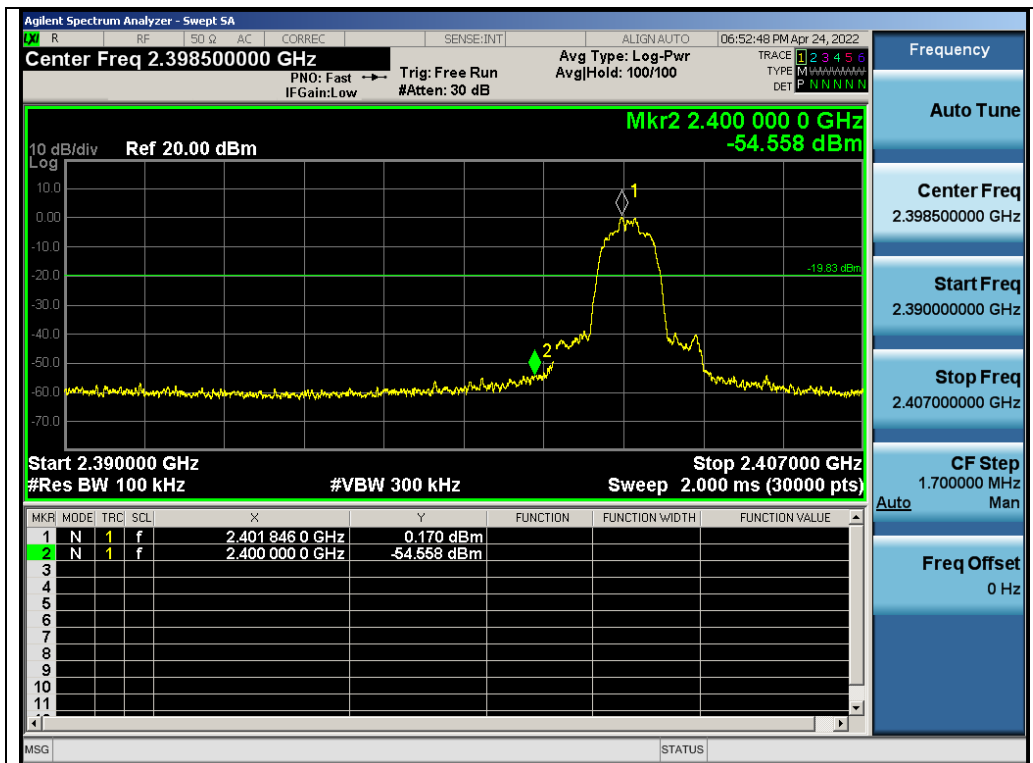 Agilent Spectrum Analyzer - Swept SA
LXI R RF 50 Ω AC CORREC SENSE:INT ALIGN AUTO 06:52:48 PM Apr 24, 2022
Center Freq 2.398500000 GHz
PNO: Fast
IFGain:Low
Trig: Free Run
#Atten: 30 dB
Avg Type: Log-Pwr
Avg|Hold: 100/100
TRACE 1 2 3 4 5 6
TYPE M
DET P N N N N N
Mkr2 2.400 000 0 GHz
-54.558 dBm
10 dB/div Ref 20.00 dBm
Log
10.0
0.00
-10.0
-20.0
-30.0
-40.0
-50.0
-60.0
-70.0
1
2
-19.83 dBm
Start 2.390000 GHz Stop 2.407000 GHz
#Res BW 100 kHz #VBW 300 kHz Sweep 2.000 ms (30000 pts)
MKR MODE TRC SCL X Y FUNCTION FUNCTION WIDTH FUNCTION VALUE
1 N 1 f 2.401 846 0 GHz 0.170 dBm
2 N 1 f 2.400 000 0 GHz -54.558 dBm
3
4
5
6
7
8
9
10
11
MSG STATUS
Frequency
Auto Tune
Center Freq
2.398500000 GHz
Start Freq
2.390000000 GHz
Stop Freq
2.407000000 GHz
CF Step
1.700000 MHz
Auto Man
Freq Offset
0 Hz